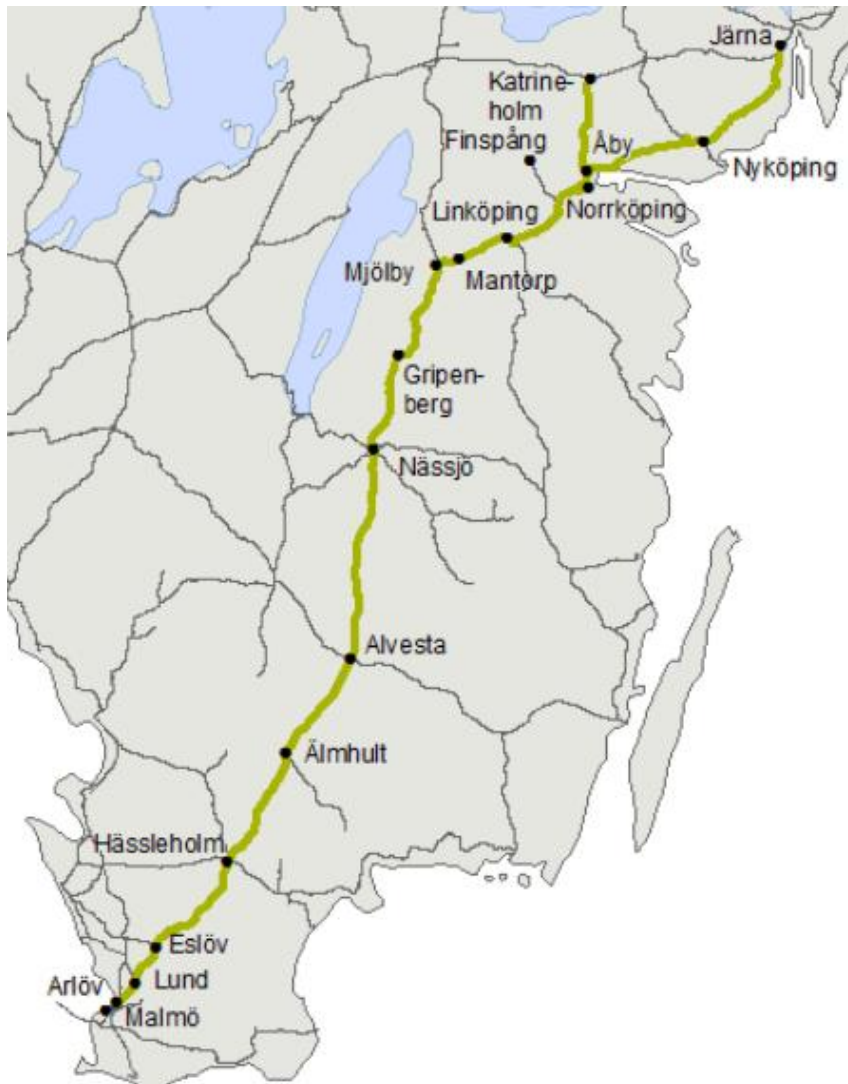 Järna
Katrine-
holm
Finspång
Åby
Nyköping
Linköping
Norrköping
Mjölby
Mantorp
Gripen-
berg
Nässjö
Alvesta
Älmhult
Hässleholm
Eslöv
Lund
Arlöv
Malmö